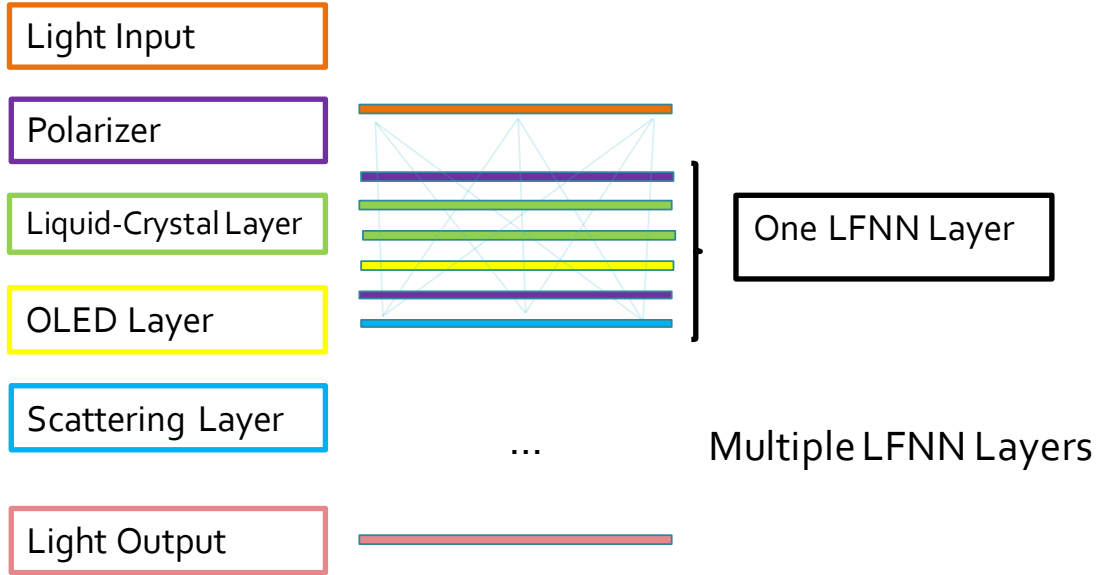 Light Input
Polarizer
Liquid-Crystal Layer
One LFNN Layer
OLED Layer
Scattering Layer
...
Multiple LFNN Layers
Light Output